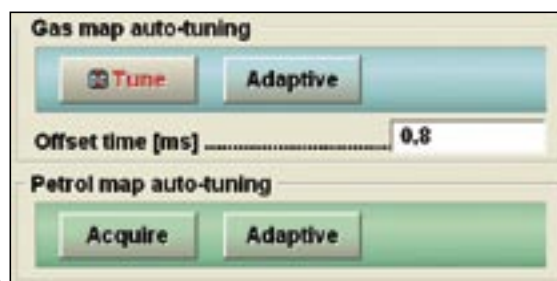 Gas map auto-tuning
Tune Adaptive
Offset time [ms] ........................................ 0.8
Petrol map auto-tuning
Acquire Adaptive